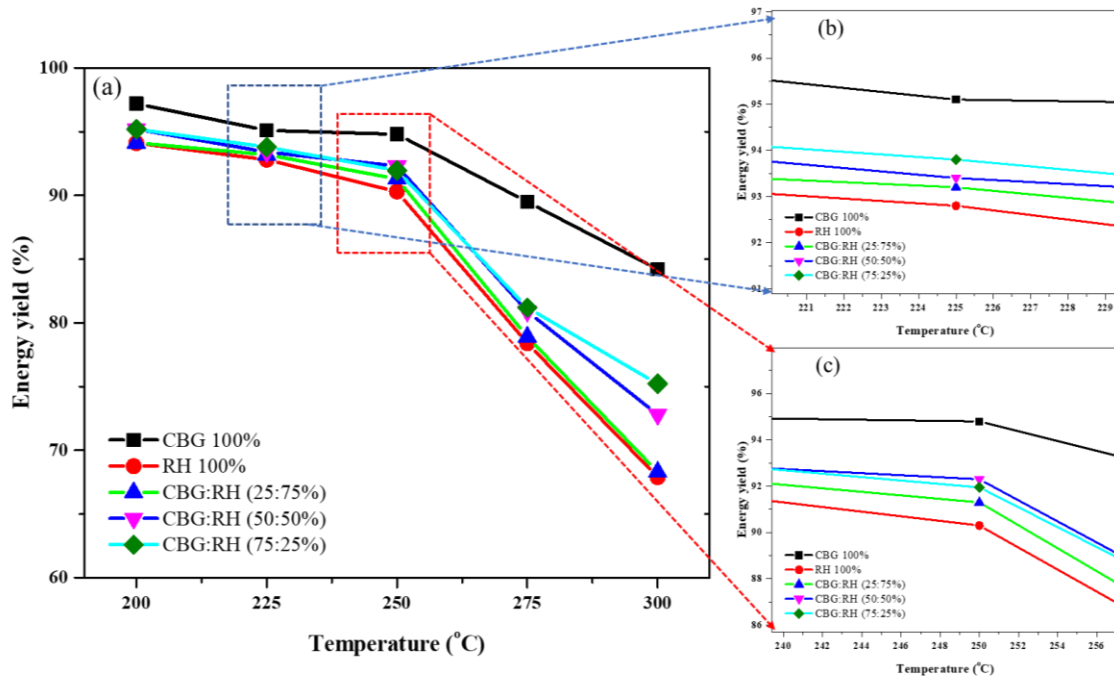 (a)
Energy yield (%)
100
90
80
70
60
200 225 250 275 300
Temperature (°C)
CBG 100%
RH 100%
CBG:RH (25:75%)
CBG:RH (50:50%)
CBG:RH (75:25%)
(b)
Energy yield (%)
97
96
95
94
93
92
91
221 222 223 224 225 226 227 228 229
Temperature (°C)
CBG 100%
RH 100%
CBG:RH (25:75%)
CBG:RH (50:50%)
CBG:RH (75:25%)
(c)
Energy yield (%)
96
94
92
90
88
86
240 242 244 246 248 250 252 254 256
Temperature (°C)
CBG 100%
RH 100%
CBG:RH (25:75%)
CBG:RH (50:50%)
CBG:RH (75:25%)